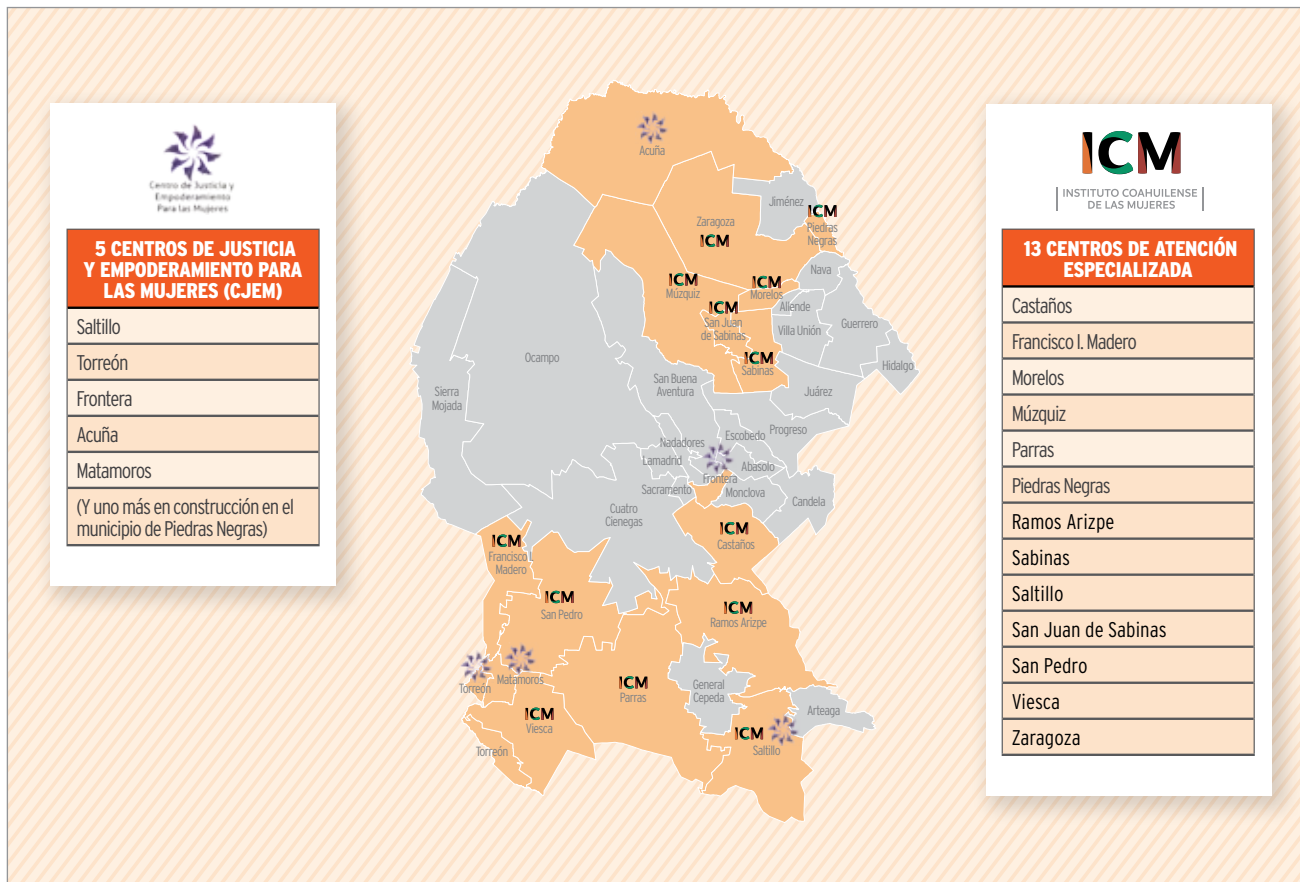 Centro de Justicia y
Empoderamiento
Para las Mujeres
5 CENTROS DE JUSTICIA
Y EMPODERAMIENTO PARA
LAS MUJERES (CJEM)
Saltillo
Torreón
Frontera
Acuña
Matamoros
(Y uno más en construcción en el
municipio de Piedras Negras)
Acuña
Jiménez
Zaragoza
ICM
ICM
Piedras
Negras
Nava
ICM
Múzquiz
ICM
Morelos
Allende
ICM
San Juan
de Sabinas
Villa Unión
Guerrero
Hidalgo
ICM
Sabinas
Ocampo
Sierra
Mojada
San Buena
Aventura
Juárez
Progreso
Escobedo
Nadadores
Lamadrid
Abasolo
Frontera
Sacramento
Monclova
Candela
Cuatro
Cienegas
ICM
Castaños
ICM
Francisco I.
Madero
ICM
San Pedro
ICM
Ramos Arizpe
Torreón
Matamoros
ICM
Parras
General
Cepeda
Arteaga
ICM
Viesca
ICM
Saltillo
Torreón
ICM
INSTITUTO COAHUILENSE
DE LAS MUJERES
13 CENTROS DE ATENCIÓN
ESPECIALIZADA
Castaños
Francisco I. Madero
Morelos
Múzquiz
Parras
Piedras Negras
Ramos Arizpe
Sabinas
Saltillo
San Juan de Sabinas
San Pedro
Viesca
Zaragoza